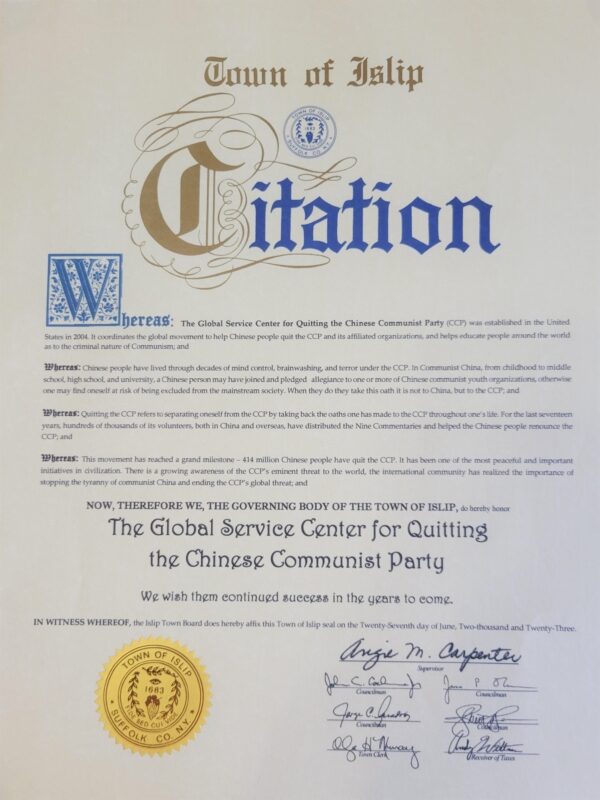 Town of Islip
TOWN OF ISLIP
1683
SUFFOLK CO. N.Y.
Citation
Whereas: The Global Service Center for Quitting the Chinese Communist Party (CCP) was established in the United
States in 2004. It coordinates the global movement to help Chinese people quit the CCP and its affiliated organizations, and helps educate people around the world
as to the criminal nature of Communism; and
Whereas: Chinese people have lived through decades of mind control, brainwashing, and terror under the CCP. In Communist China, from childhood to middle
school, high school, and university, a Chinese person may have joined and pledged allegiance to one or more of Chinese communist youth organizations, otherwise
one may find oneself at risk of being excluded from the mainstream society. When they do they take this oath it is not to China, but to the CCP; and
Whereas: Quitting the CCP refers to separating oneself from the CCP by taking back the oaths one has made to the CCP throughout one's life. For the last seventeen
years, hundreds of thousands of its volunteers, both in China and overseas, have distributed the Nine Commentaries and helped the Chinese people renounce the
CCP; and
Whereas: This movement has reached a grand milestone – 414 million Chinese people have quit the CCP. It has been one of the most peaceful and important
initiatives in civilization. There is a growing awareness of the CCP's eminent threat to the world, the international community has realized the importance of
stopping the tyranny of communist China and ending the CCP's global threat; and
NOW, THEREFORE WE, THE GOVERNING BODY OF THE TOWN OF ISLIP, do hereby honor
The Global Service Center for Quitting
the Chinese Communist Party
We wish them continued success in the years to come.
IN WITNESS WHEREOF, the Islip Town Board does hereby affix this Town of Islip seal on the Twenty-Seventh day of June, Two-thousand and Twenty-Three.
Angie M. Carpenter
Supervisor
John C. Jr
Councilman
James P. O
Councilman
Jorge C.
Councilman
Councilman
Olga H. Murray
Town Clerk
Andy
Receiver of Taxes
TOWN OF ISLIP
1683
SUFFOLK CO. N.Y.